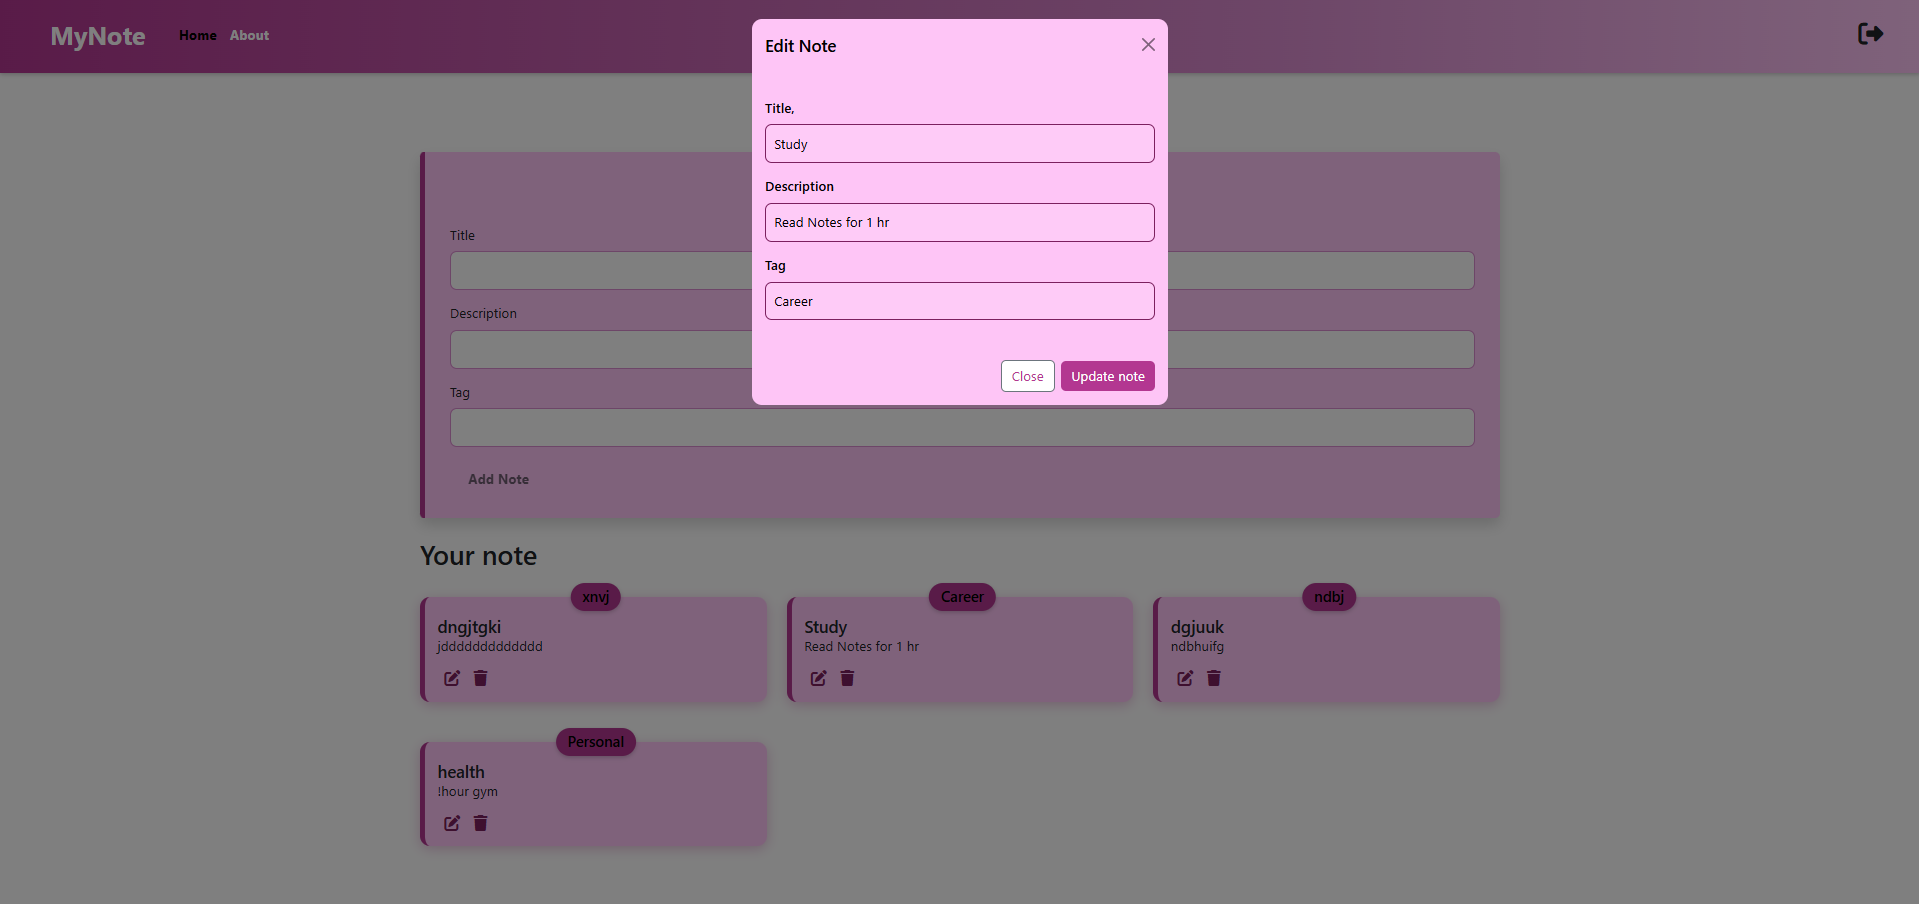 MyNote Home About
Edit Note
Title,
Study
Description
Read Notes for 1 hr
Tag
Career
Close Update note
Title
Description
Tag
Add Note
Your note
xnvj
dngjtgki
jddddddddddddd
Career
Study
Read Notes for 1 hr
ndbj
dgjuuk
ndbhuifg
Personal
health
!hour gym